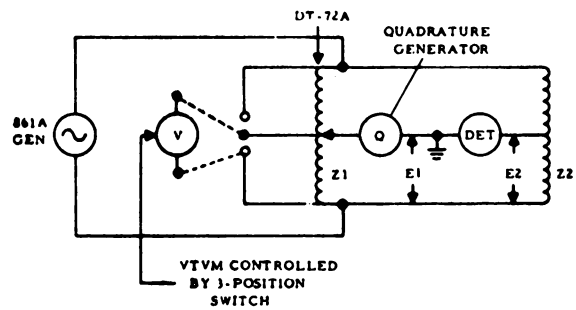 DT-72A
QUADRATURE
GENERATOR
861A
GEN
V
Q
DET
Z1
E1
E2
Z2
VTVM CONTROLLED
BY 3-POSITION
SWITCH